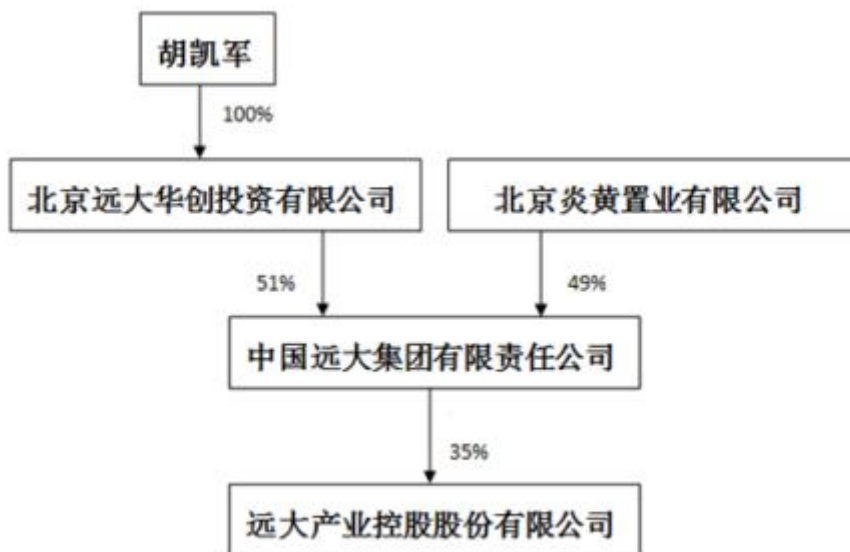 胡凯军
100%
北京远大华创投资有限公司
北京炎黄置业有限公司
51%
49%
中国远大集团有限责任公司
35%
远大产业控股股份有限公司